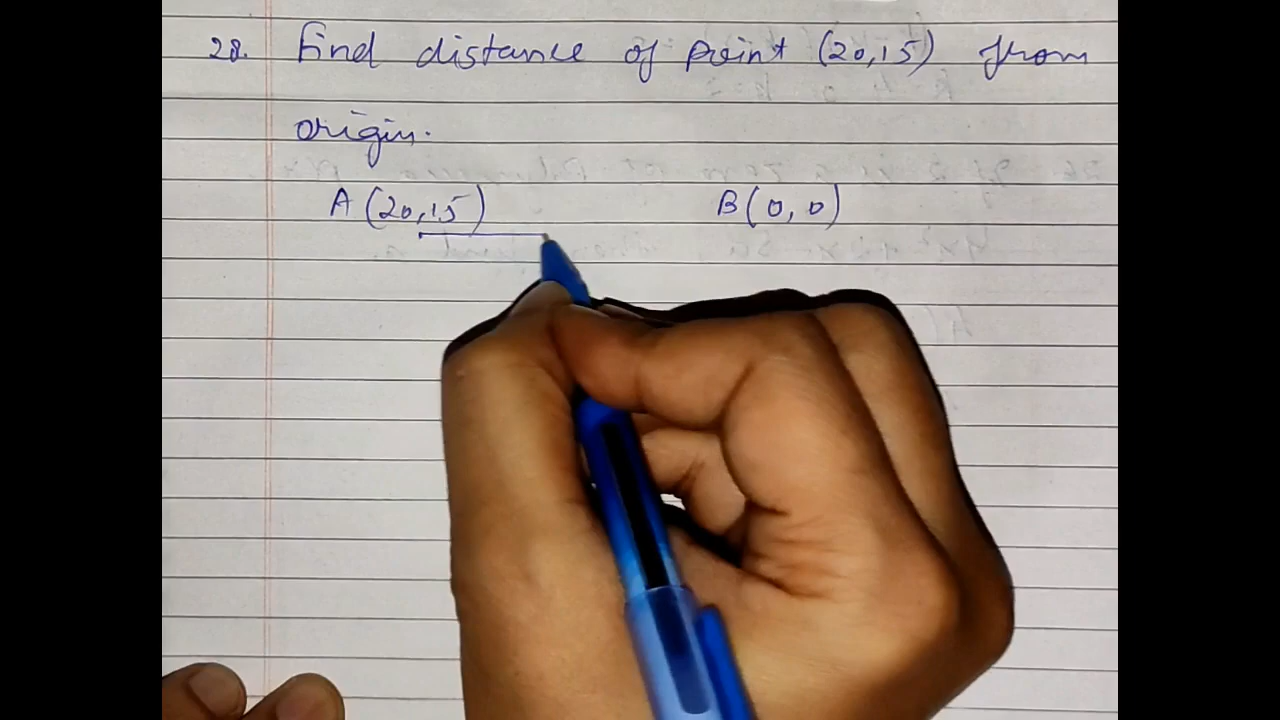 28. Find distance of point (20,15) from
origin.
A (20,15) B (0, 0)